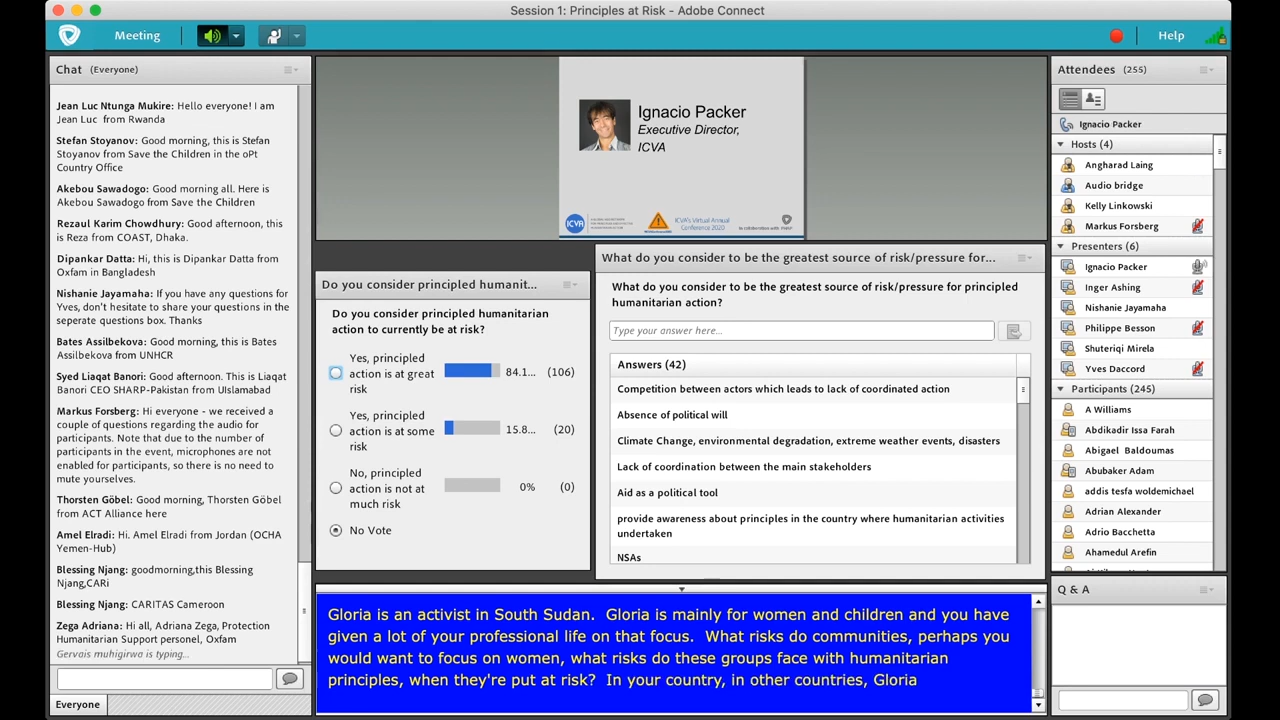 Session 1: Principles at Risk - Adobe Connect
Meeting
Help
Chat (Everyone)
Jean Luc Ntunga Mukire: Hello everyone! I am
Jean Luc from Rwanda
Stefan Stoyanov: Good morning, this is Stefan
Stoyanov from Save the Children in the oPt
Country Office
Akebou Sawadogo: Good morning all. Here is
Akebou Sawadogo from Save the Children
Rezaul Karim Chowdhury: Good afternoon, this
is Reza from COAST, Dhaka.
Dipankar Datta: Hi, this is Dipankar Datta from
Oxfam in Bangladesh
Nishanie Jayamaha: If you have any questions for
Yves, don't hesitate to share your questions in the
seperate questions box. Thanks
Bates Assilbekova: Good morning, this is Bates
Assilbekova from UNHCR
Syed Liaqat Banori: Good afternoon. This is Liaqat
Banori CEO SHARP-Pakistan from UIslamabad
Markus Forsberg: Hi everyone - we received a
couple of questions regarding the audio for
participants. Note that due to the number of
participants in the event, microphones are not
enabled for participants, so there is no need to
mute yourselves.
Thorsten Göbel: Good morning, Thorsten Göbel
from ACT Alliance here
Amel Elradi: Hi. Amel Elradi from Jordan (OCHA
Yemen-Hub)
Blessing Njang: goodmorning,this Blessing
Njang,CARi
Blessing Njang: CARITAS Cameroon
Zega Adriana: Hi all, Adriana Zega, Protection
Humanitarian Support personel, Oxfam
Gervais muhigirwa is typing...
Everyone
Ignacio Packer
Executive Director,
ICVA
ICVA
ICVA's Virtual Annual
Conference 2020
In collaboration with PHAP
Do you consider principled humanit...
Do you consider principled humanitarian
action to currently be at risk?
Yes, principled
action is at great
risk
84.1... (106)
Yes, principled
action is at some
risk
15.8... (20)
No, principled
action is not at
much risk
0% (0)
No Vote
What do you consider to be the greatest source of risk/pressure for...
What do you consider to be the greatest source of risk/pressure for principled
humanitarian action?
Type your answer here...
Answers (42)
Competition between actors which leads to lack of coordinated action
Absence of political will
Climate Change, environmental degradation, extreme weather events, disasters
Lack of coordination between the main stakeholders
Aid as a political tool
provide awareness about principles in the country where humanitarian activities
undertaken
NSAs
Gloria is an activist in South Sudan. Gloria is mainly for women and children and you have
given a lot of your professional life on that focus. What risks do communities, perhaps you
would want to focus on women, what risks do these groups face with humanitarian
principles, when they're put at risk? In your country, in other countries, Gloria
Attendees (255)
Ignacio Packer
Hosts (4)
Angharad Laing
Audio bridge
Kelly Linkowski
Markus Forsberg
Presenters (6)
Ignacio Packer
Inger Ashing
Nishanie Jayamaha
Philippe Besson
Shuteriqi Mirela
Yves Daccord
Participants (245)
A Williams
Abdikadir Issa Farah
Abigael Baldoumas
Abubaker Adam
addis tesfa woldemichael
Adrian Alexander
Adrio Bacchetta
Ahamedul Arefin
Q & A